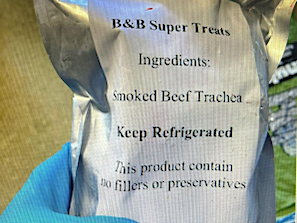 B&B Super Treats
Ingredients:
Smoked Beef Trachea
Keep Refrigerated
This product contain
no fillers or preservatives